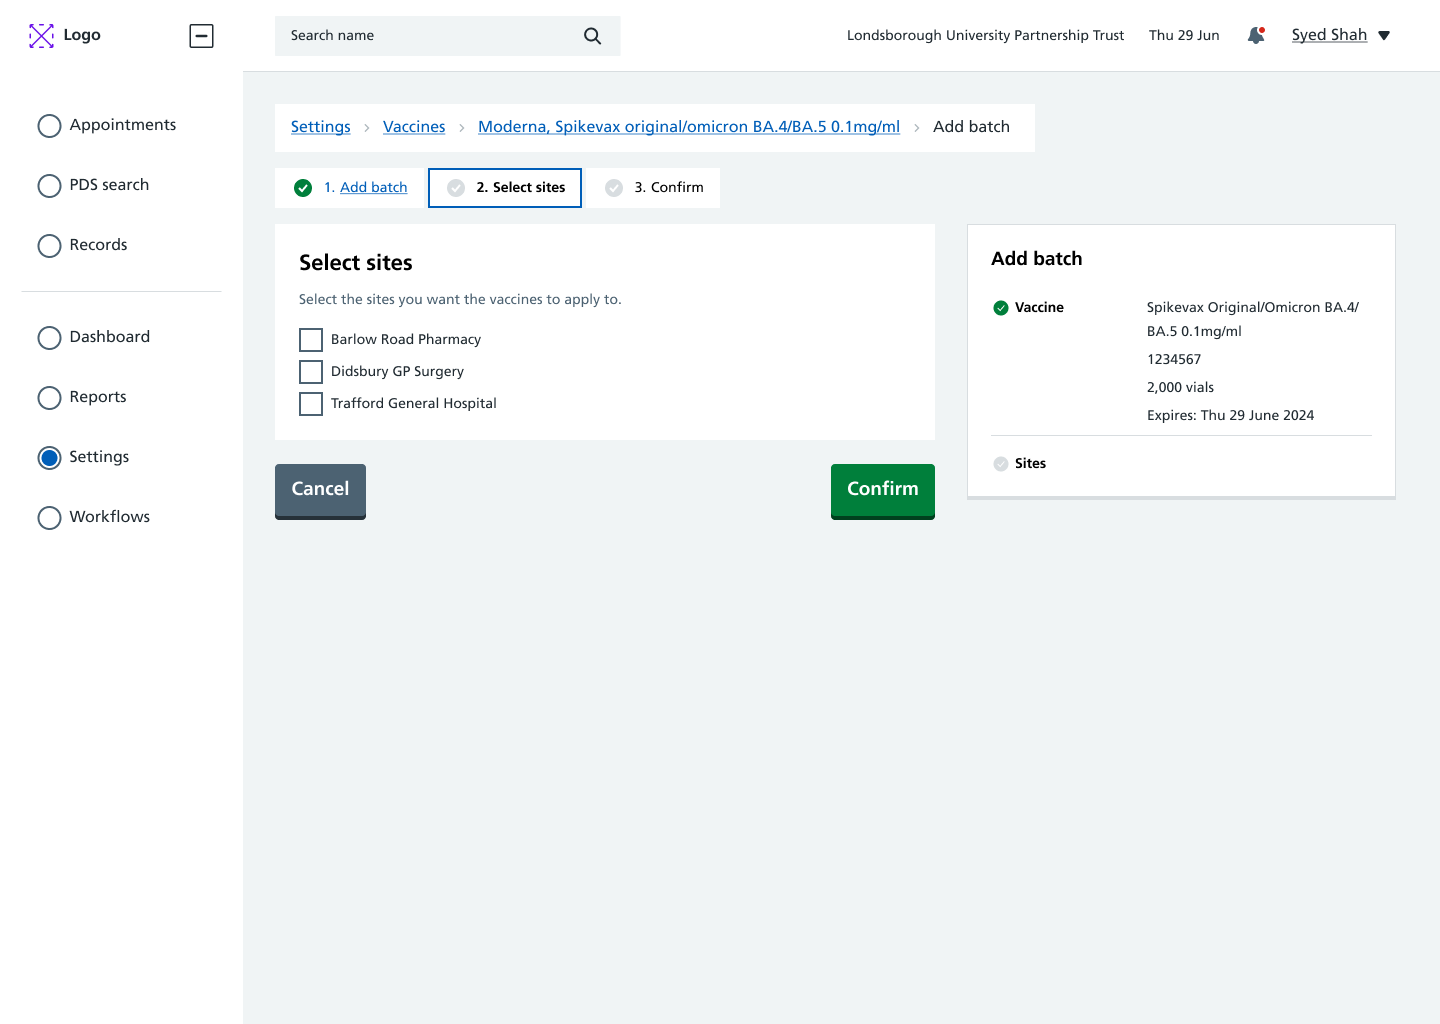 Logo
Search name
Londsborough University Partnership Trust
Thu 29 Jun
Syed Shah
Appointments
PDS search
Records
Dashboard
Reports
Settings
Workflows
Settings › Vaccines › Moderna, Spikevax original/omicron BA.4/BA.5 0.1mg/ml › Add batch
1. Add batch
2. Select sites
3. Confirm
Select sites
Select the sites you want the vaccines to apply to.
Barlow Road Pharmacy
Didsbury GP Surgery
Trafford General Hospital
Cancel
Confirm
Add batch
Vaccine
Spikevax Original/Omicron BA.4/
BA.5 0.1mg/ml
1234567
2,000 vials
Expires: Thu 29 June 2024
Sites